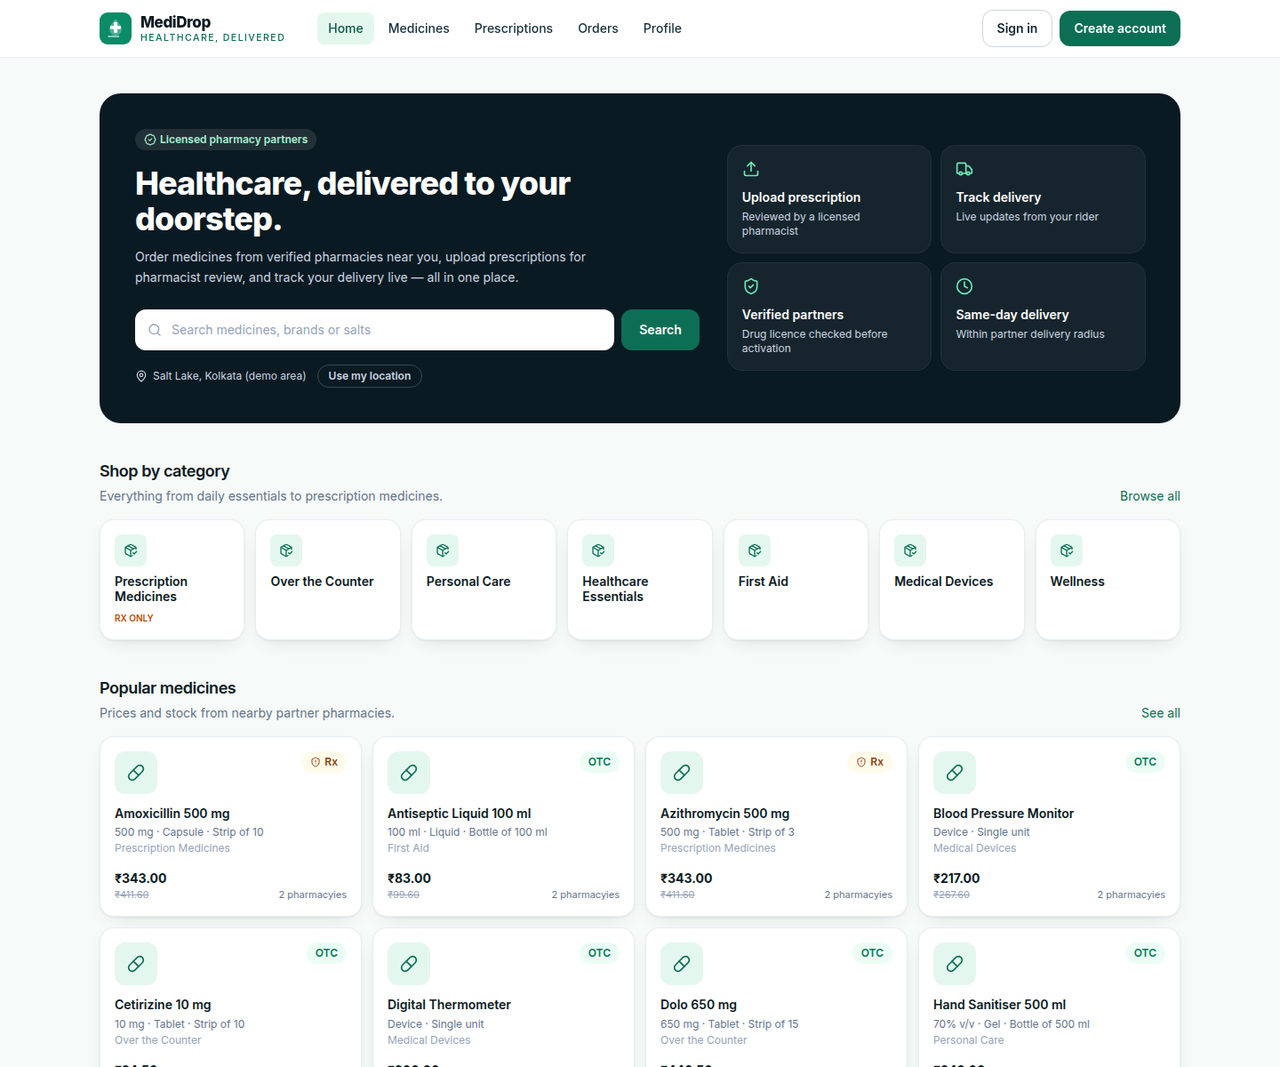 MediDrop
HEALTHCARE, DELIVERED
Home
Medicines
Prescriptions
Orders
Profile
Sign in
Create account
Licensed pharmacy partners
Healthcare, delivered to your
doorstep.
Order medicines from verified pharmacies near you, upload prescriptions for
pharmacist review, and track your delivery live — all in one place.
Search medicines, brands or salts
Search
Salt Lake, Kolkata (demo area)
Use my location
Upload prescription
Reviewed by a licensed
pharmacist
Track delivery
Live updates from your rider
Verified partners
Drug licence checked before
activation
Same-day delivery
Within partner delivery radius
Shop by category
Everything from daily essentials to prescription medicines.
Browse all
Prescription
Medicines
RX ONLY
Over the Counter
Personal Care
Healthcare
Essentials
First Aid
Medical Devices
Wellness
Popular medicines
Prices and stock from nearby partner pharmacies.
See all
Rx
Amoxicillin 500 mg
500 mg · Capsule · Strip of 10
Prescription Medicines
₹343.00
₹411.60
2 pharmacyies
OTC
Antiseptic Liquid 100 ml
100 ml · Liquid · Bottle of 100 ml
First Aid
₹83.00
₹99.60
2 pharmacyies
Rx
Azithromycin 500 mg
500 mg · Tablet · Strip of 3
Prescription Medicines
₹343.00
₹411.60
2 pharmacyies
OTC
Blood Pressure Monitor
Device · Single unit
Medical Devices
₹217.00
₹267.60
2 pharmacyies
OTC
Cetirizine 10 mg
10 mg · Tablet · Strip of 10
Over the Counter
OTC
Digital Thermometer
Device · Single unit
Medical Devices
OTC
Dolo 650 mg
650 mg · Tablet · Strip of 15
Over the Counter
OTC
Hand Sanitiser 500 ml
70% v/v · Gel · Bottle of 500 ml
Personal Care